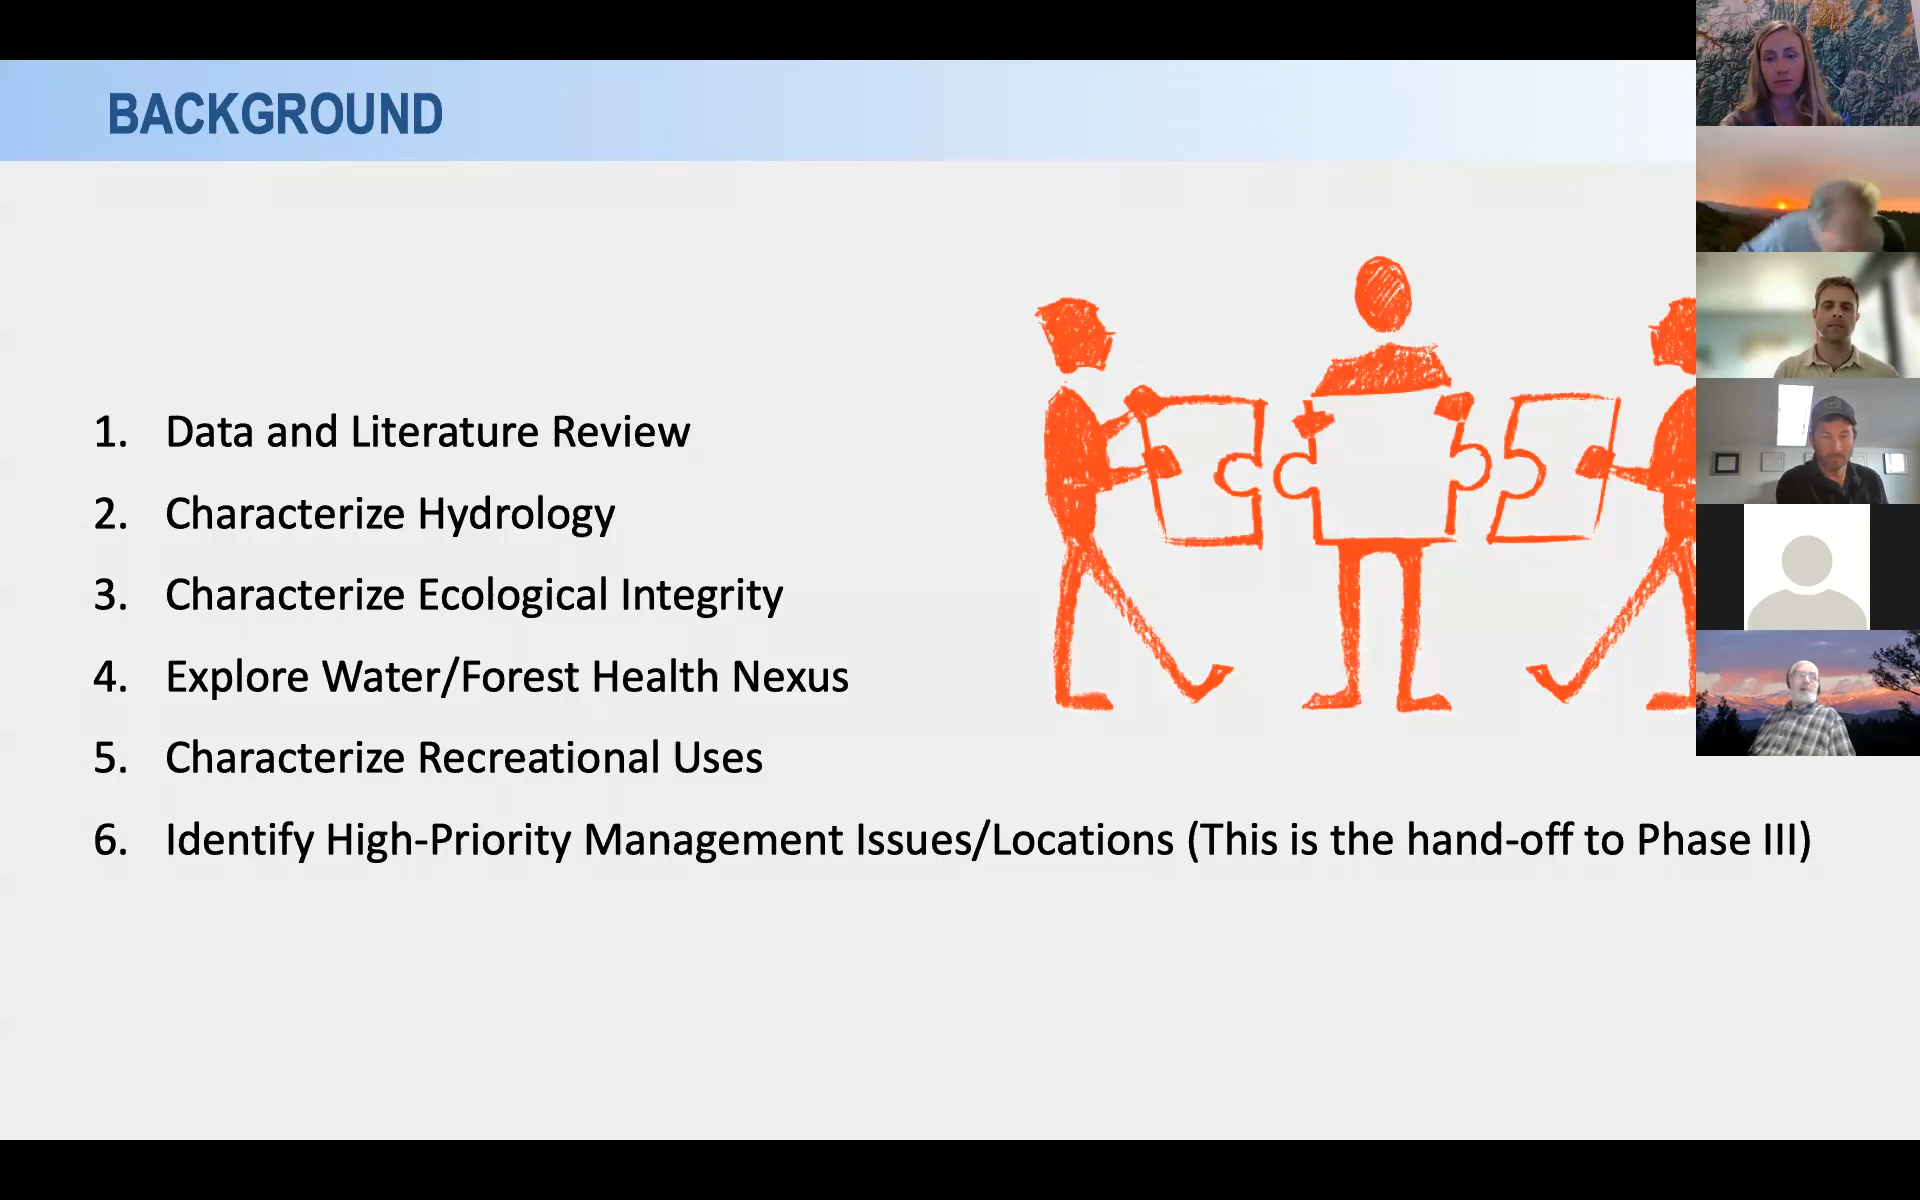 BACKGROUND
1. Data and Literature Review
2. Characterize Hydrology
3. Characterize Ecological Integrity
4. Explore Water/Forest Health Nexus
5. Characterize Recreational Uses
6. Identify High-Priority Management Issues/Locations (This is the hand-off to Phase III)